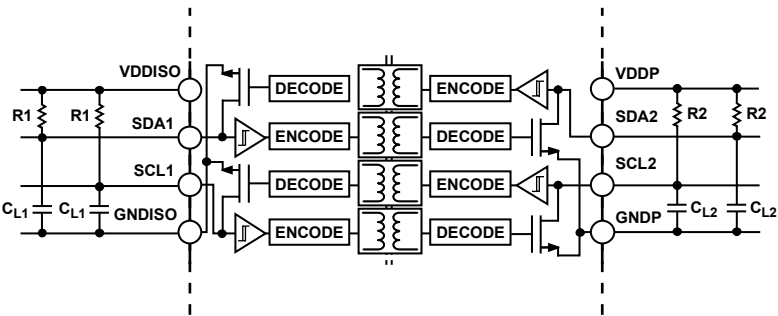 VDDISO
DECODE
ENCODE
VDDP
R1
R1
SDA1
ENCODE
DECODE
SDA2
R2
R2
SCL1
DECODE
ENCODE
SCL2
CL1
CL1
GNDISO
ENCODE
DECODE
GNDP
CL2
CL2